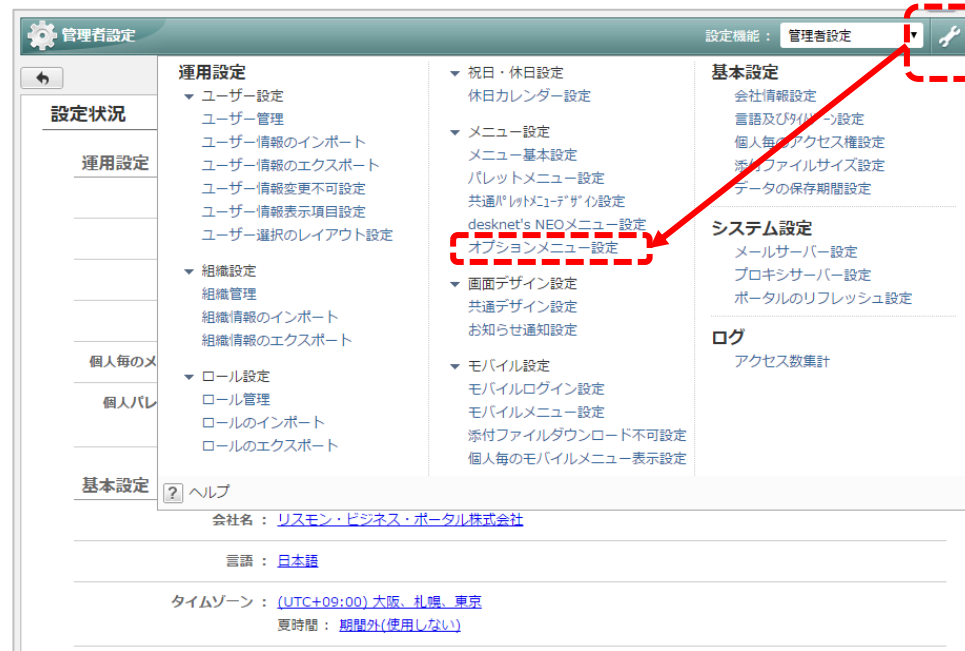 管理者設定
設定機能： 管理者設定
設定状況
運用設定
個人毎のメ
個人パレ
基本設定
運用設定
ユーザー設定
ユーザー管理
ユーザー情報のインポート
ユーザー情報のエクスポート
ユーザー情報変更不可設定
ユーザー情報表示項目設定
ユーザー選択のレイアウト設定
組織設定
組織管理
組織情報のインポート
組織情報のエクスポート
ロール設定
ロール管理
ロールのインポート
ロールのエクスポート
祝日・休日設定
休日カレンダー設定
メニュー設定
メニュー基本設定
パレットメニュー設定
共通ﾊﾟﾚｯﾄﾒﾆｭｰﾃﾞｻﾞｲﾝ設定
desknet's NEOメニュー設定
オプションメニュー設定
画面デザイン設定
共通デザイン設定
お知らせ通知設定
モバイル設定
モバイルログイン設定
モバイルメニュー設定
添付ファイルダウンロード不可設定
個人毎のモバイルメニュー表示設定
基本設定
会社情報設定
言語及びﾀｲﾑｿﾞｰﾝ設定
個人毎のアクセス権設定
添付ファイルサイズ設定
データの保存期間設定
システム設定
メールサーバー設定
プロキシサーバー設定
ポータルのリフレッシュ設定
ログ
アクセス数集計
? ヘルプ
会社名 ： リスモン・ビジネス・ポータル株式会社
言語 ： 日本語
タイムゾーン ： (UTC+09:00) 大阪、札幌、東京
夏時間 ： 期間外(使用しない)